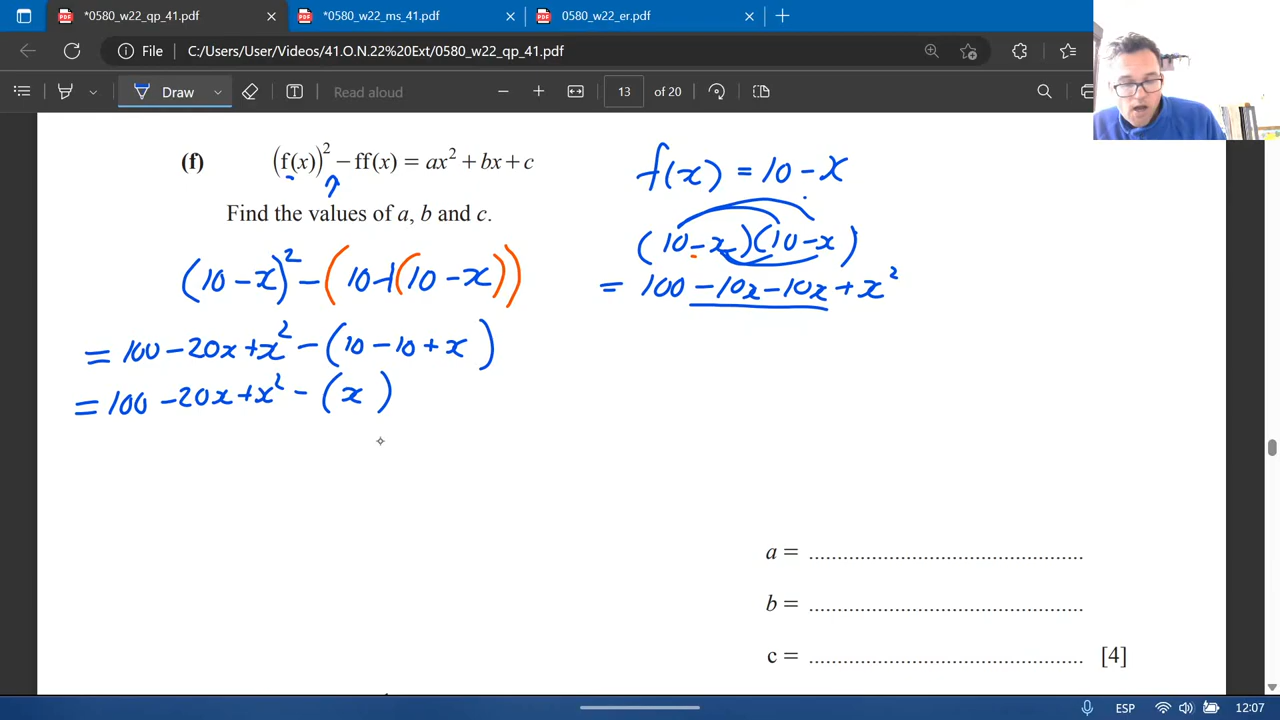 *0580_w22_qp_41.pdf
*0580_w22_ms_41.pdf
0580_w22_er.pdf
File C:/Users/User/Videos/41.O.N.22%20Ext/0580_w22_qp_41.pdf
Draw
Read aloud
13 of 20
(f) (f(x))² − ff(x) = ax² + bx + c
Find the values of a, b and c.
f(x) = 10 - x
(10-x)(10-x)
= 100 -10x -10x + x²
(10-x)² - (10-1(10-x))
= 100 -20x +x² - (10 -10 + x)
= 100 -20x +x² - (x)
a = ................................................
b = ................................................
c = ................................................ [4]
ESP 12:07